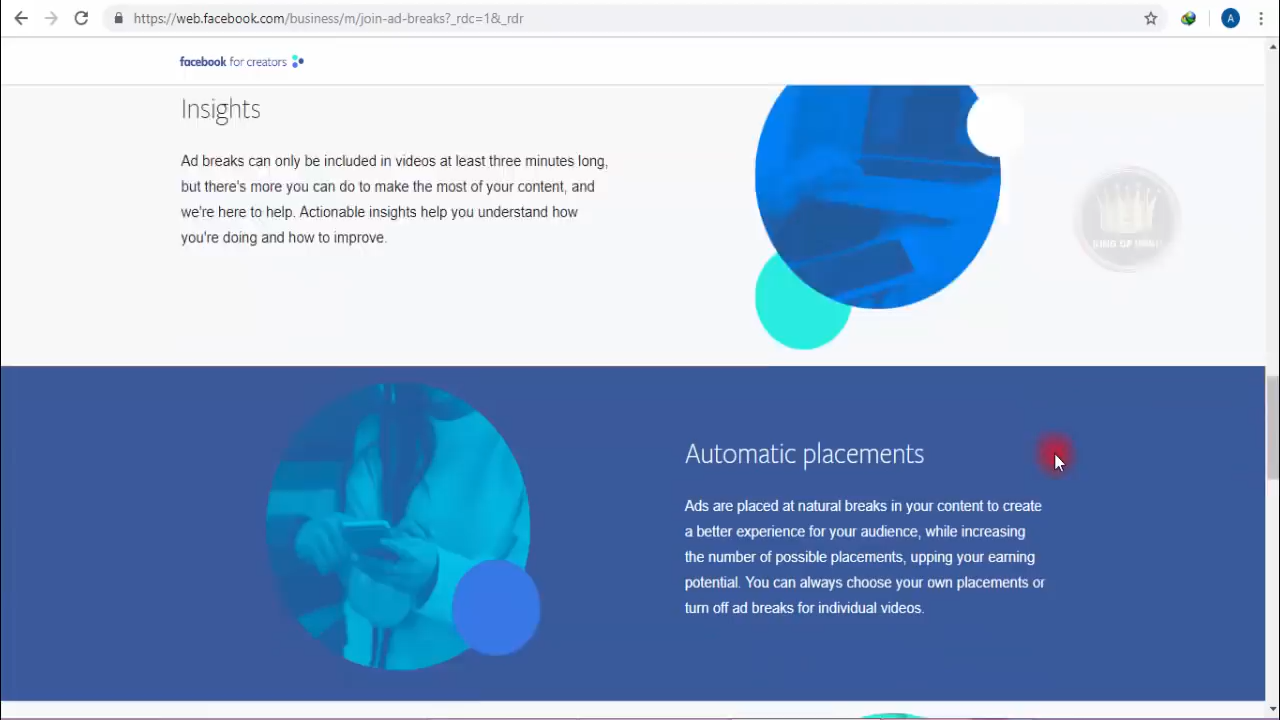 https://web.facebook.com/business/m/join-ad-breaks?_rdc=1&_rdr
A
facebook for creators
Insights
Ad breaks can only be included in videos at least three minutes long,
but there's more you can do to make the most of your content, and
we're here to help. Actionable insights help you understand how
you're doing and how to improve.
Automatic placements
Ads are placed at natural breaks in your content to create
a better experience for your audience, while increasing
the number of possible placements, upping your earning
potential. You can always choose your own placements or
turn off ad breaks for individual videos.